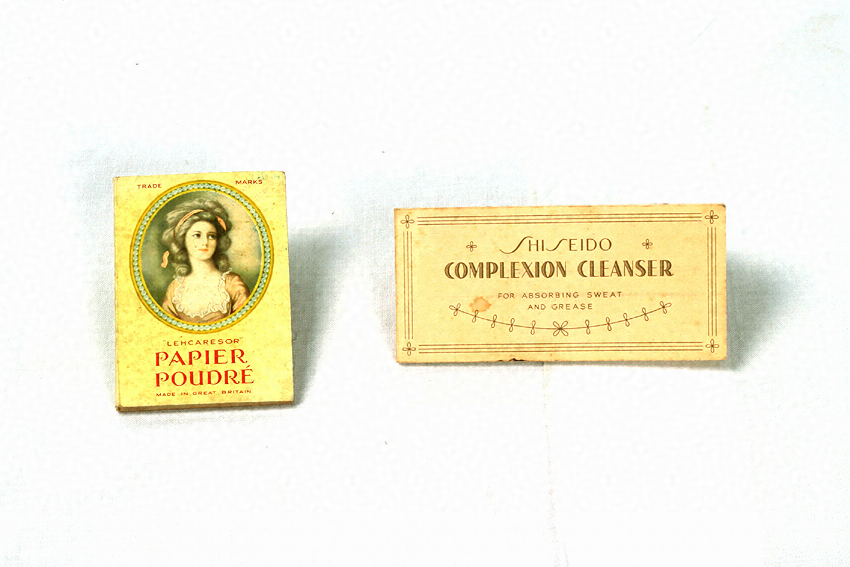 TRADE MARKS
"LEHCARESOR"
PAPIER
POUDRÉ
MADE IN GREAT BRITAIN
SHISEIDO
COMPLEXION CLEANSER
FOR ABSORBING SWEAT
AND GREASE